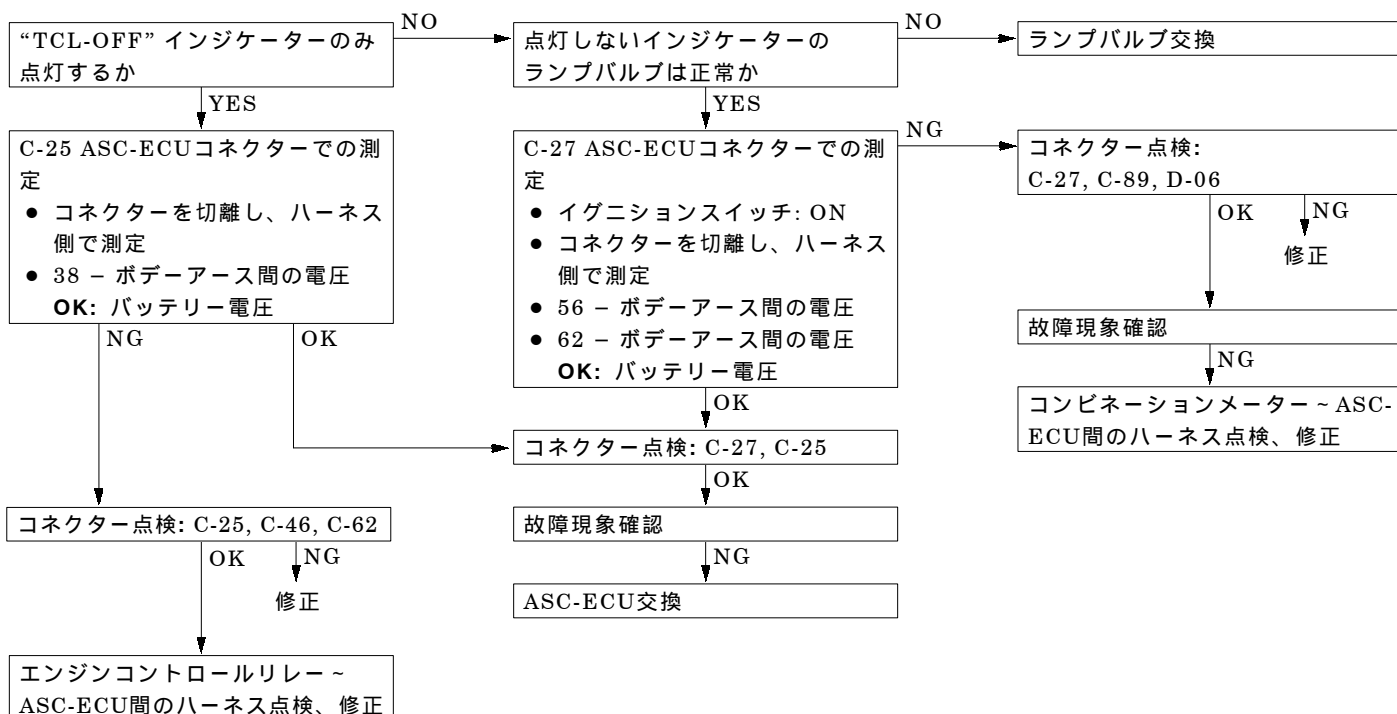 “TCL-OFF” インジケーターのみ
点灯するか
NO
点灯しないインジケーターの
ランプバルブは正常か
NO
ランプバルブ交換
YES
YES
C-25 ASC-ECUコネクターでの測
定
● コネクターを切離し、ハーネス
側で測定
● 38 – ボデーアース間の電圧
OK: バッテリー電圧
C-27 ASC-ECUコネクターでの測
定
● イグニションスイッチ: ON
● コネクターを切離し、ハーネス
側で測定
● 56 – ボデーアース間の電圧
● 62 – ボデーアース間の電圧
OK: バッテリー電圧
NG
コネクター点検:
C-27, C-89, D-06
OK
NG
修正
故障現象確認
NG
コンビネーションメーター ~ ASC-
ECU間のハーネス点検、修正
NG
OK
OK
コネクター点検: C-27, C-25
OK
故障現象確認
NG
ASC-ECU交換
コネクター点検: C-25, C-46, C-62
OK
NG
修正
エンジンコントロールリレー ~
ASC-ECU間のハーネス点検、修正